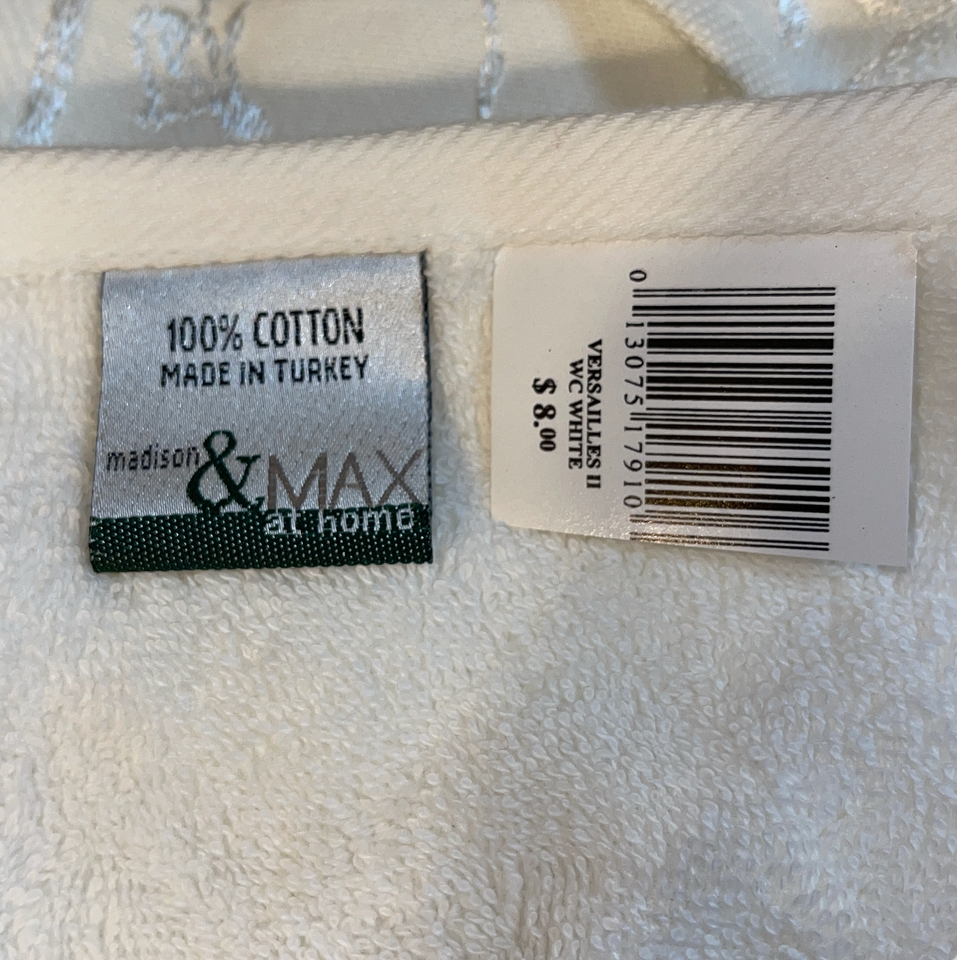 100% COTTON
MADE IN TURKEY
madison & MAX
at home
VERSAILLES II
WC WHITE
$ 8.00
0 13075 17910